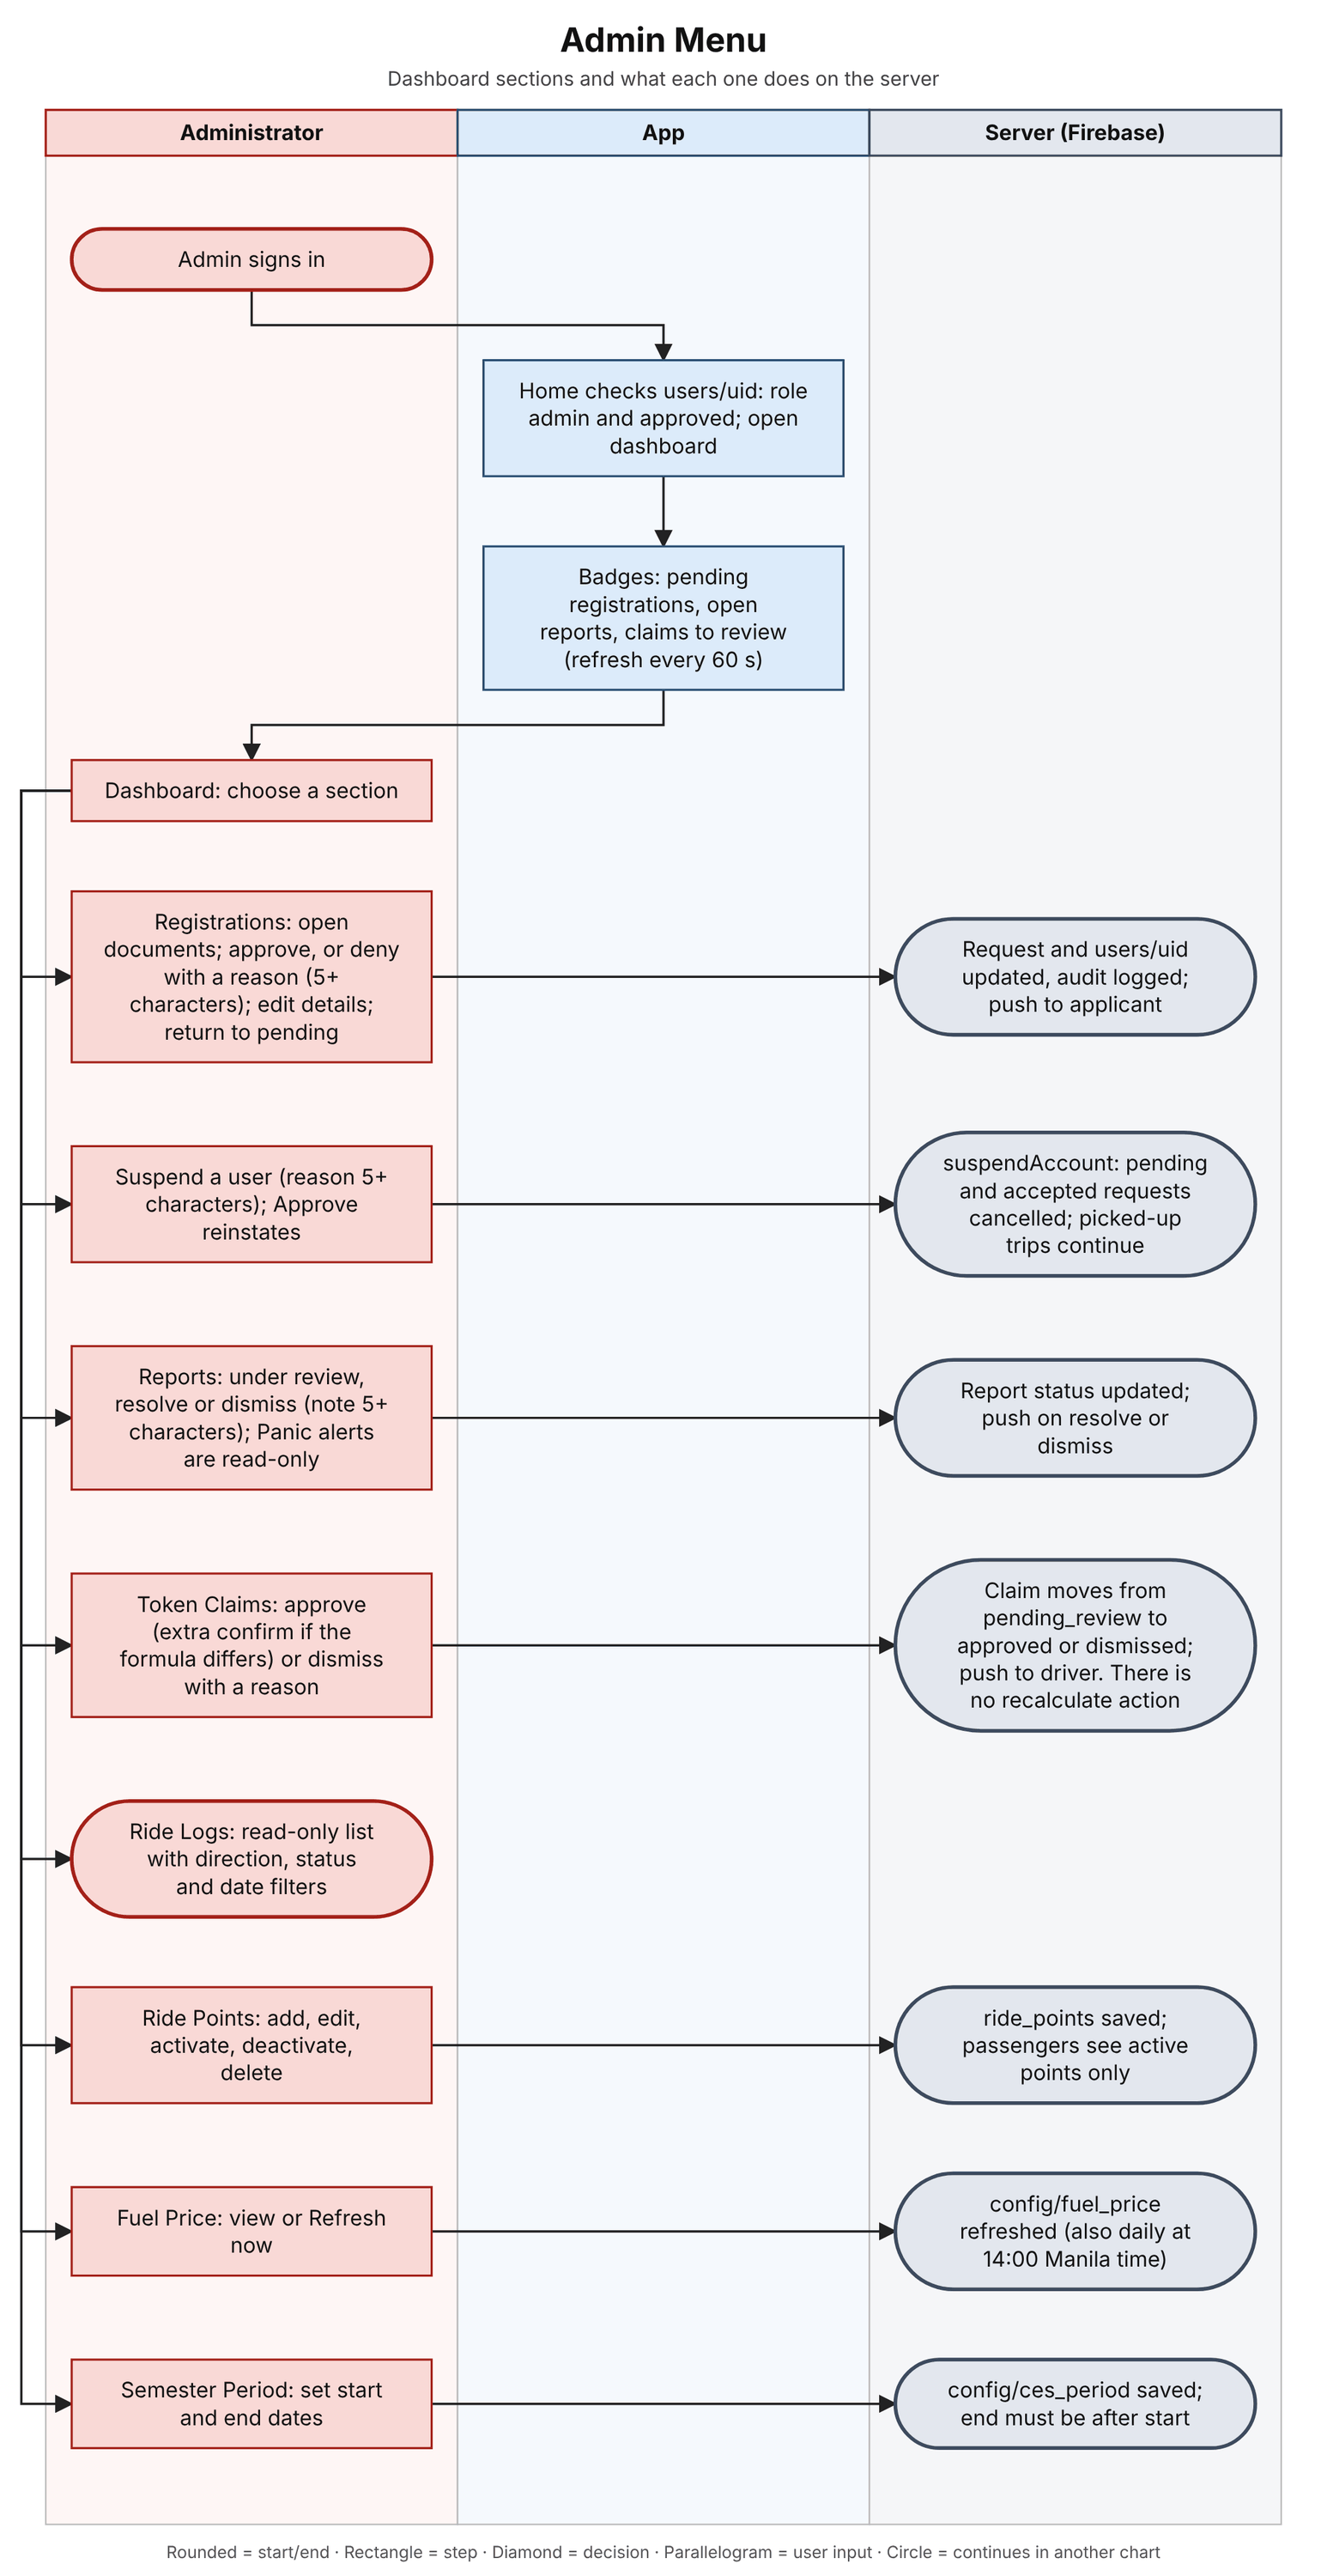 Admin Menu
Dashboard sections and what each one does on the server
Administrator
App
Server (Firebase)
Admin signs in
Home checks users/uid: role
admin and approved; open
dashboard
Badges: pending
registrations, open
reports, claims to review
(refresh every 60 s)
Dashboard: choose a section
Registrations: open
documents; approve, or deny
with a reason (5+
characters); edit details;
return to pending
Request and users/uid
updated, audit logged;
push to applicant
Suspend a user (reason 5+
characters); Approve
reinstates
suspendAccount: pending
and accepted requests
cancelled; picked-up
trips continue
Reports: under review,
resolve or dismiss (note 5+
characters); Panic alerts
are read-only
Report status updated;
push on resolve or
dismiss
Token Claims: approve
(extra confirm if the
formula differs) or dismiss
with a reason
Claim moves from
pending_review to
approved or dismissed;
push to driver. There is
no recalculate action
Ride Logs: read-only list
with direction, status
and date filters
Ride Points: add, edit,
activate, deactivate,
delete
ride_points saved;
passengers see active
points only
Fuel Price: view or Refresh
now
config/fuel_price
refreshed (also daily at
14:00 Manila time)
Semester Period: set start
and end dates
config/ces_period saved;
end must be after start
Rounded = start/end · Rectangle = step · Diamond = decision · Parallelogram = user input · Circle = continues in another chart